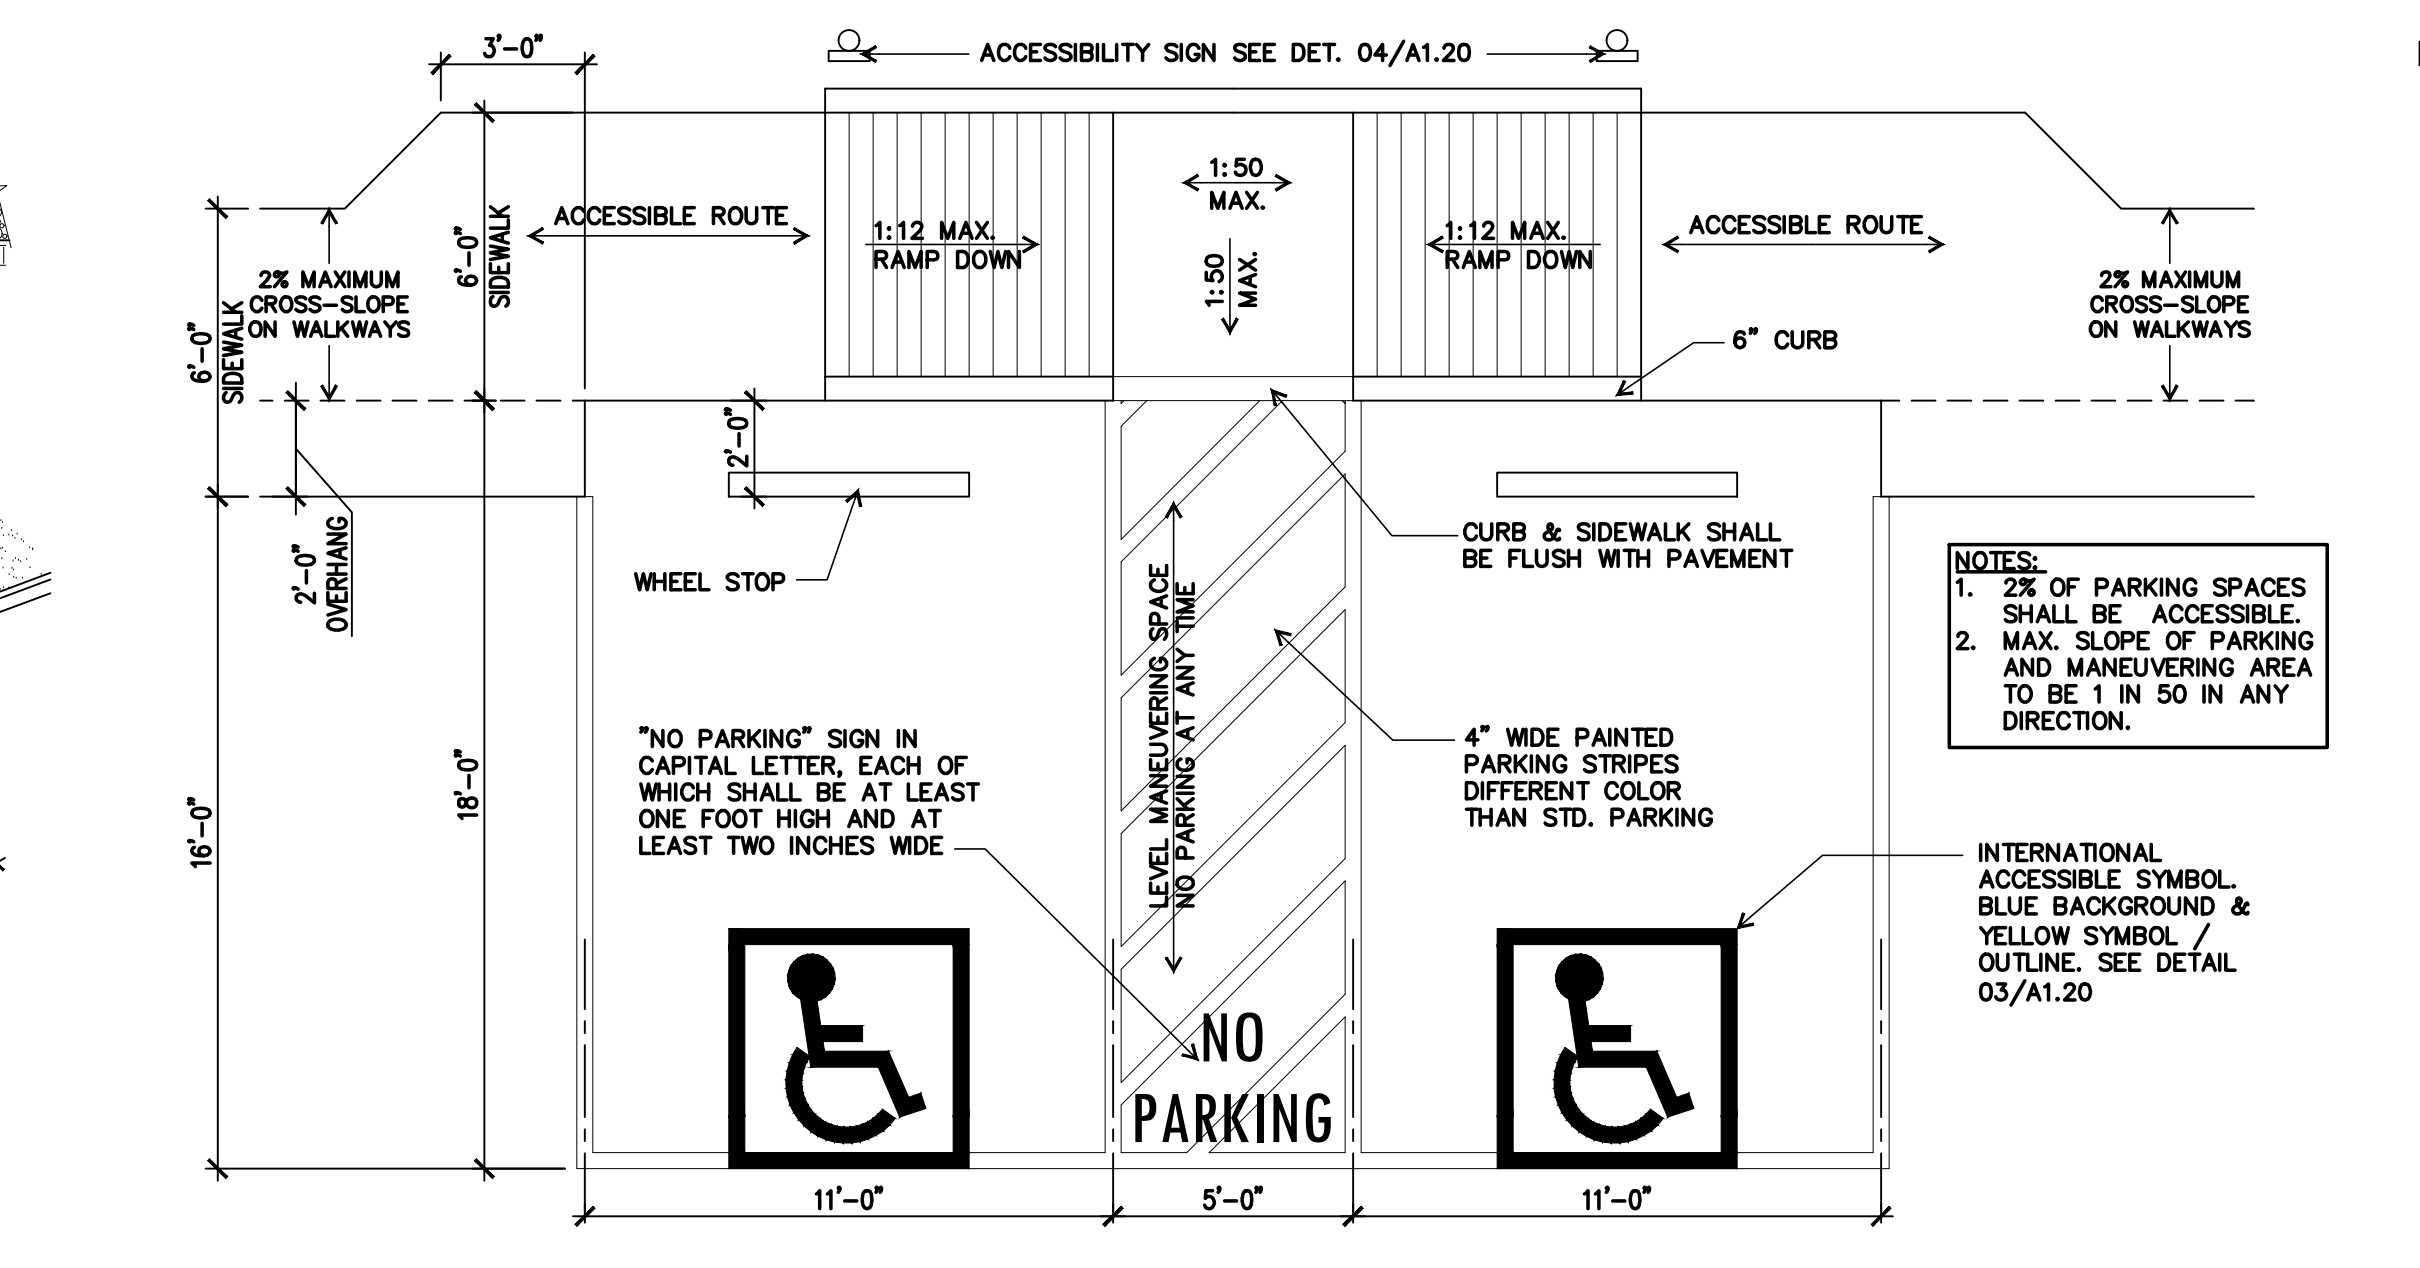 3'-0"
ACCESSIBILITY SIGN SEE DET. 04/A1.20
1:50
MAX.
ACCESSIBLE ROUTE
1:12 MAX.
RAMP DOWN
1:50
MAX.
1:12 MAX.
RAMP DOWN
ACCESSIBLE ROUTE
6'-0"
SIDEWALK
2% MAXIMUM
CROSS-SLOPE
ON WALKWAYS
2% MAXIMUM
CROSS-SLOPE
ON WALKWAYS
6'-0"
SIDEWALK
6" CURB
2'-0"
2'-0"
OVERHANG
WHEEL STOP
CURB & SIDEWALK SHALL
BE FLUSH WITH PAVEMENT
NOTES:
1. 2% OF PARKING SPACES
SHALL BE ACCESSIBLE.
2. MAX. SLOPE OF PARKING
AND MANEUVERING AREA
TO BE 1 IN 50 IN ANY
DIRECTION.
LEVEL MANEUVERING SPACE
NO PARKING AT ANY TIME
"NO PARKING" SIGN IN
CAPITAL LETTER, EACH OF
WHICH SHALL BE AT LEAST
ONE FOOT HIGH AND AT
LEAST TWO INCHES WIDE
4" WIDE PAINTED
PARKING STRIPES
DIFFERENT COLOR
THAN STD. PARKING
16'-0"
18'-0"
INTERNATIONAL
ACCESSIBLE SYMBOL.
BLUE BACKGROUND &
YELLOW SYMBOL /
OUTLINE. SEE DETAIL
03/A1.20
NO
PARKING
11'-0"
5'-0"
11'-0"